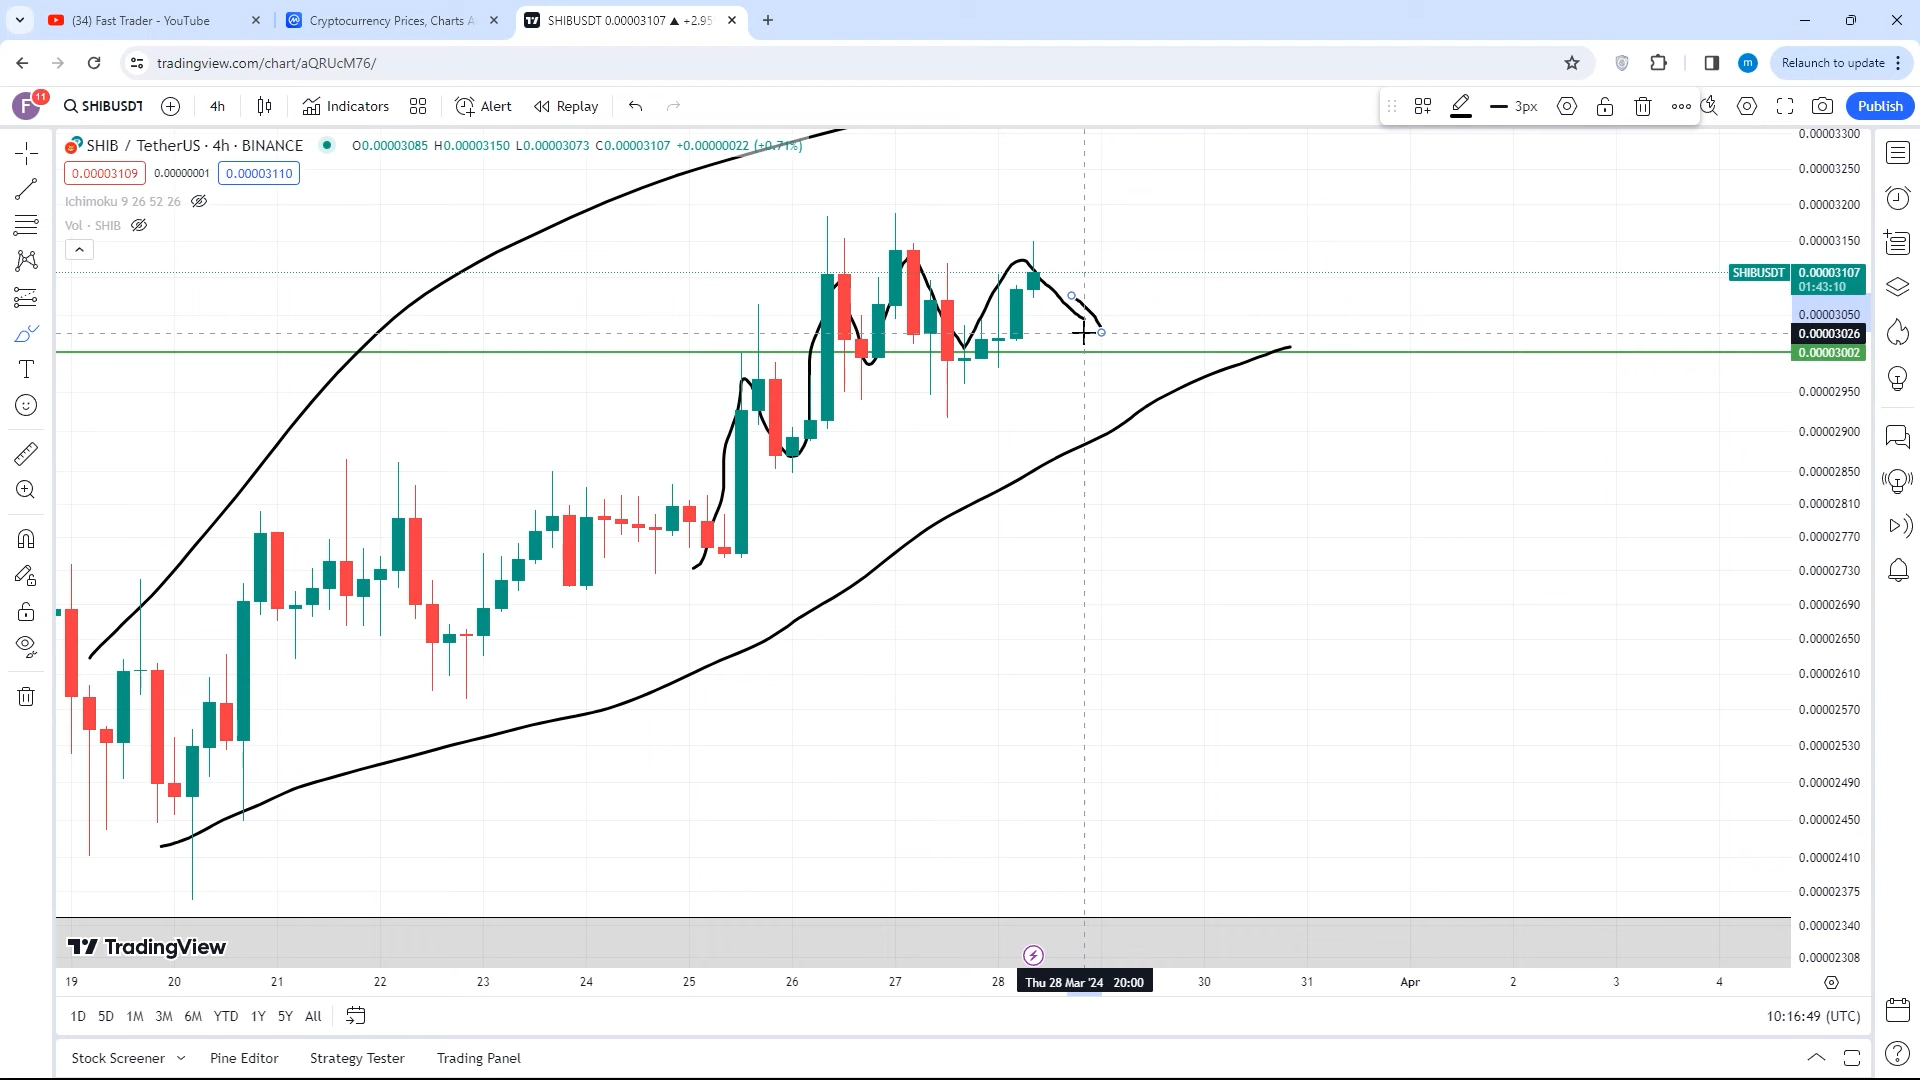 (34) Fast Trader - YouTube
Cryptocurrency Prices, Charts A
SHIBUSDT 0.00003107 ▲ +2.95
tradingview.com/chart/aQRUcM76/
m
Relaunch to update
F
11
SHIBUSDT
4h
Indicators
Alert
Replay
3px
Publish
SHIB / TetherUS · 4h · BINANCE
O0.00003085 H0.00003150 L0.00003073 C0.00003107 +0.00000022 (+0.71%)
0.00003109
0.00000001
0.00003110
Ichimoku 9 26 52 26
Vol · SHIB
0.00003300
0.00003250
0.00003200
0.00003150
SHIBUSDT
0.00003107
01:43:10
0.00003050
0.00003026
0.00003002
0.00002950
0.00002900
0.00002850
0.00002810
0.00002770
0.00002730
0.00002690
0.00002650
0.00002610
0.00002570
0.00002530
0.00002490
0.00002450
0.00002410
0.00002375
0.00002340
0.00002308
TradingView
19 20 21 22 23 24 25 26 27 28 Thu 28 Mar '24 20:00 30 31 Apr 2 3 4
1D 5D 1M 3M 6M YTD 1Y 5Y All
10:16:49 (UTC)
Stock Screener Pine Editor Strategy Tester Trading Panel